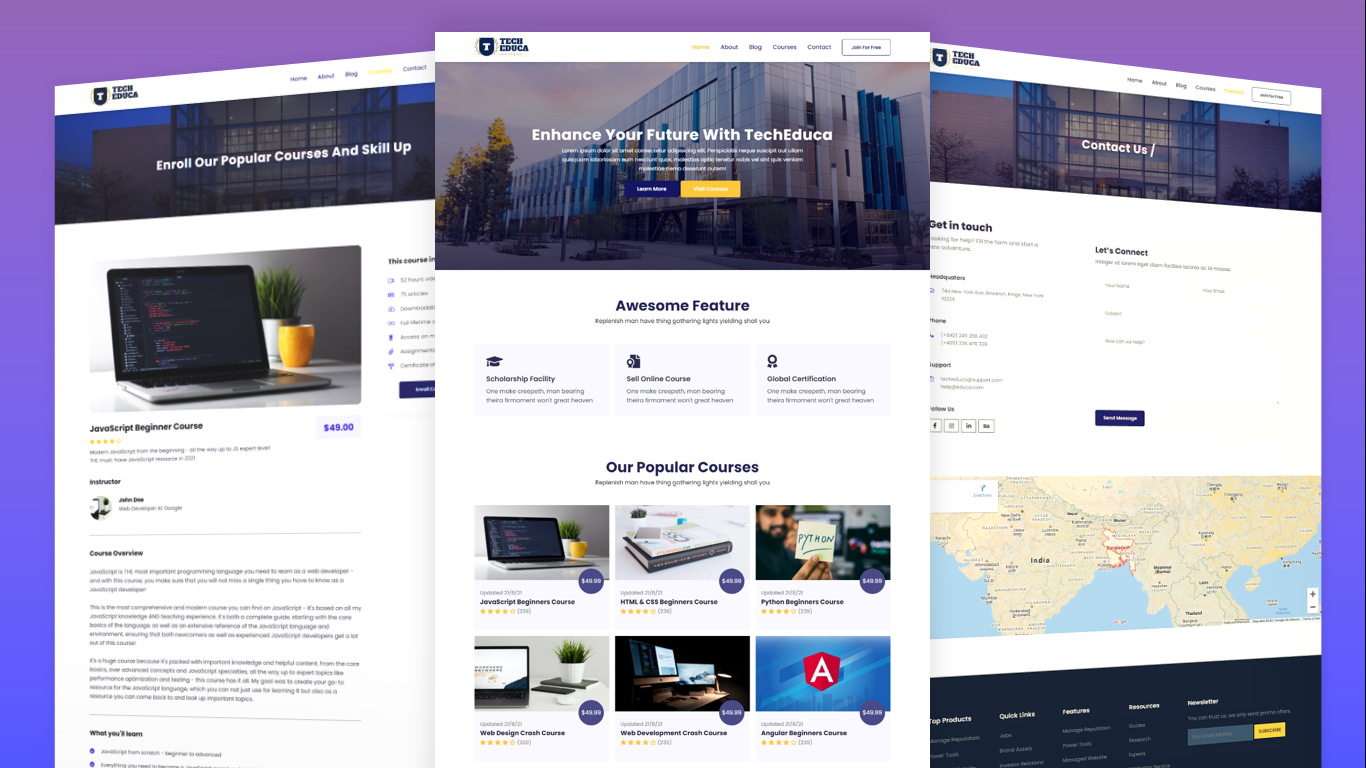 TECH
EDUCA
Home About Blog Courses Contact
Enroll Our Popular Courses And Skill Up
This course in
52 hours vide
75 articles
Downloadabl
Full lifetime a
Access on m
Assignments
Certificate of
Enroll Co
JavaScript Beginner Course
$49.00
Modern JavaScript from the beginning - all the way up to JS expert level!
THE must-have JavaScript resource in 2021.
Instructor
John Doe
Web Developer At Google
Course Overview
JavaScript is THE most important programming language you need to learn as a web developer -
and with this course, you make sure that you will not miss a single thing you have to know as a
JavaScript developer!
This is the most comprehensive and modern course you can find on JavaScript - it's based on all my
JavaScript knowledge AND teaching experience. It's both a complete guide, starting with the core
basics of the language, as well as an extensive reference of the JavaScript language and
environment, ensuring that both newcomers as well as experienced JavaScript developers get a lot
out of this course!
It's a huge course because it's packed with important knowledge and helpful content. From the core
basics, over advanced concepts and JavaScript specialties, all the way up to expert topics like
performance optimization and testing - this course has it all. My goal was to create your go-to
resource for the JavaScript language, which you can not just use for learning it but also as a
resource you can come back to and look up important topics.
What you'll learn
JavaScript from scratch - beginner to advanced
TECH
EDUCA
Home About Blog Courses Contact Join For Free
Enhance Your Future With TechEduca
Lorem ipsum dolor sit amet consectetur adipisicing elit. Perspiciatis neque suscipit aut ullam
quisquam laboriosam eum nesciunt quos, molestias optio tenetur nobis vel sint quis veniam
molestiae nemo deserunt autem!
Learn More Visit Courses
Awesome Feature
Replenish man have thing gathering lights yielding shall you
Scholarship Facility
One make creepeth, man bearing
theira firmament won't great heaven
Sell Online Course
One make creepeth, man bearing
theira firmament won't great heaven
Global Certification
One make creepeth, man bearing
theira firmament won't great heaven
Our Popular Courses
Replenish man have thing gathering lights yielding shall you
PYTHON
$49.99 $49.99 $49.99
Updated 21/8/21
JavaScript Beginners Course
(239)
Updated 21/8/21
HTML & CSS Beginners Course
(239)
Updated 21/8/21
Python Beginners Course
(239)
A
$49.99 $49.99 $49.99
Updated 21/8/21
Web Design Crash Course
(239)
Updated 21/8/21
Web Development Crash Course
(239)
Updated 21/8/21
Angular Beginners Course
(239)
TECH
EDUCA
Home About Blog Courses Contact Join For Free
Contact Us /
Get in touch
Looking for help? Fill the form and start a
new adventure.
Headquaters
744 New York Ave, Brooklyn, Kings, New York
10224
Phone
Support
techeduca@support.com
help@educa.com
Follow Us
f in Bē
Let's Connect
Integer at lorem eget diam facilisis lacinia ac id massa.
Your Name Your Email
Subject
How can we help?
Send Message
Directions
India
Nepal
Bhutan
Bangladesh
Myanmar
(Burma)
Laos
Thailand
+
−
Top Products
Manage Reputation
Power Tools
Quick Links
Jobs
Brand Assets
Investor Relations
Features
Manage Reputation
Power Tools
Managed Website
Resources
Guides
Research
Experts
Newsletter
You can trust us. we only send promo offers,
Your Email Address SUBSCRIBE